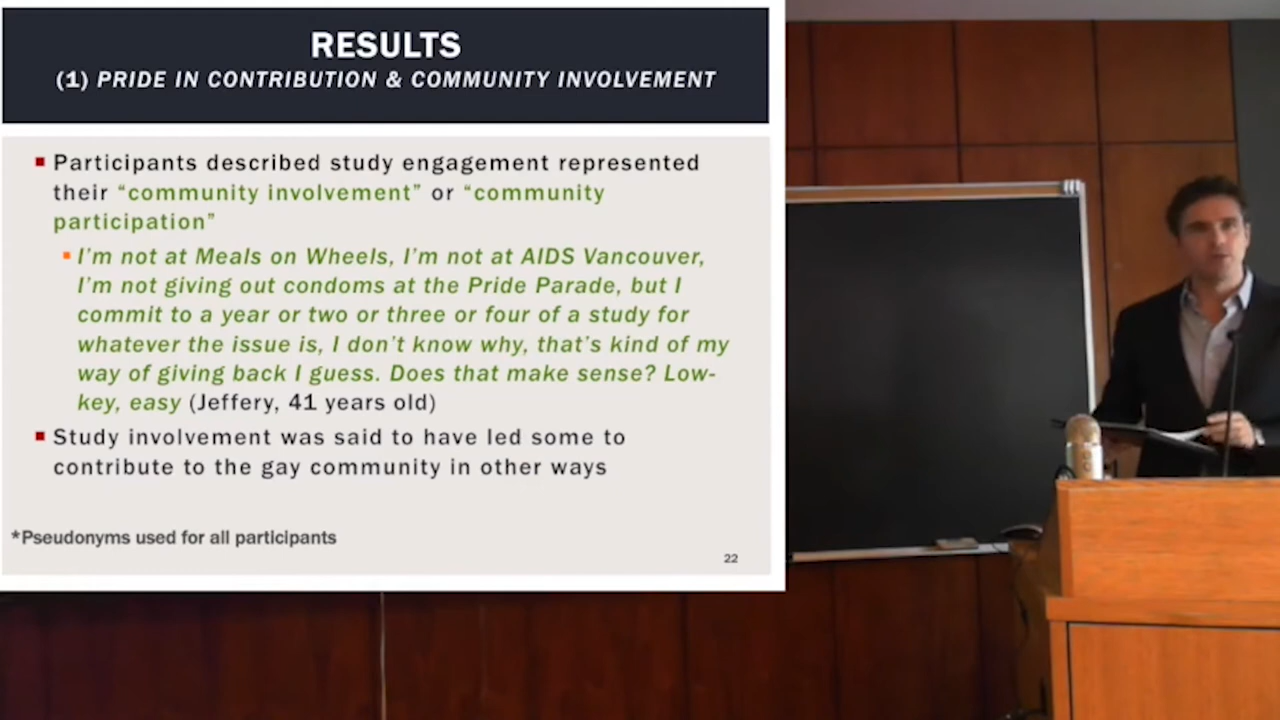 RESULTS
(1) PRIDE IN CONTRIBUTION & COMMUNITY INVOLVEMENT
Participants described study engagement represented
their “community involvement” or “community
participation”
I’m not at Meals on Wheels, I’m not at AIDS Vancouver,
I’m not giving out condoms at the Pride Parade, but I
commit to a year or two or three or four of a study for
whatever the issue is, I don’t know why, that’s kind of my
way of giving back I guess. Does that make sense? Low-
key, easy (Jeffery, 41 years old)
Study involvement was said to have led some to
contribute to the gay community in other ways
*Pseudonyms used for all participants
22